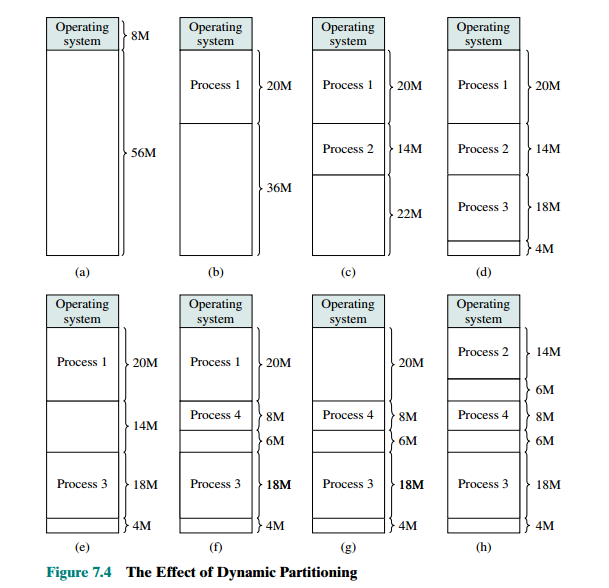 Operating
system
8M
56M
(a)
Operating
system
Process 1
20M
36M
(b)
Operating
system
Process 1
20M
Process 2
14M
22M
(c)
Operating
system
Process 1
20M
Process 2
14M
Process 3
18M
4M
(d)
Operating
system
Process 1
20M
14M
Process 3
18M
4M
(e)
Operating
system
Process 1
20M
Process 4
8M
6M
Process 3
18M
4M
(f)
Operating
system
20M
Process 4
8M
6M
Process 3
18M
4M
(g)
Operating
system
Process 2
14M
6M
Process 4
8M
6M
Process 3
18M
4M
(h)
Figure 7.4 The Effect of Dynamic Partitioning